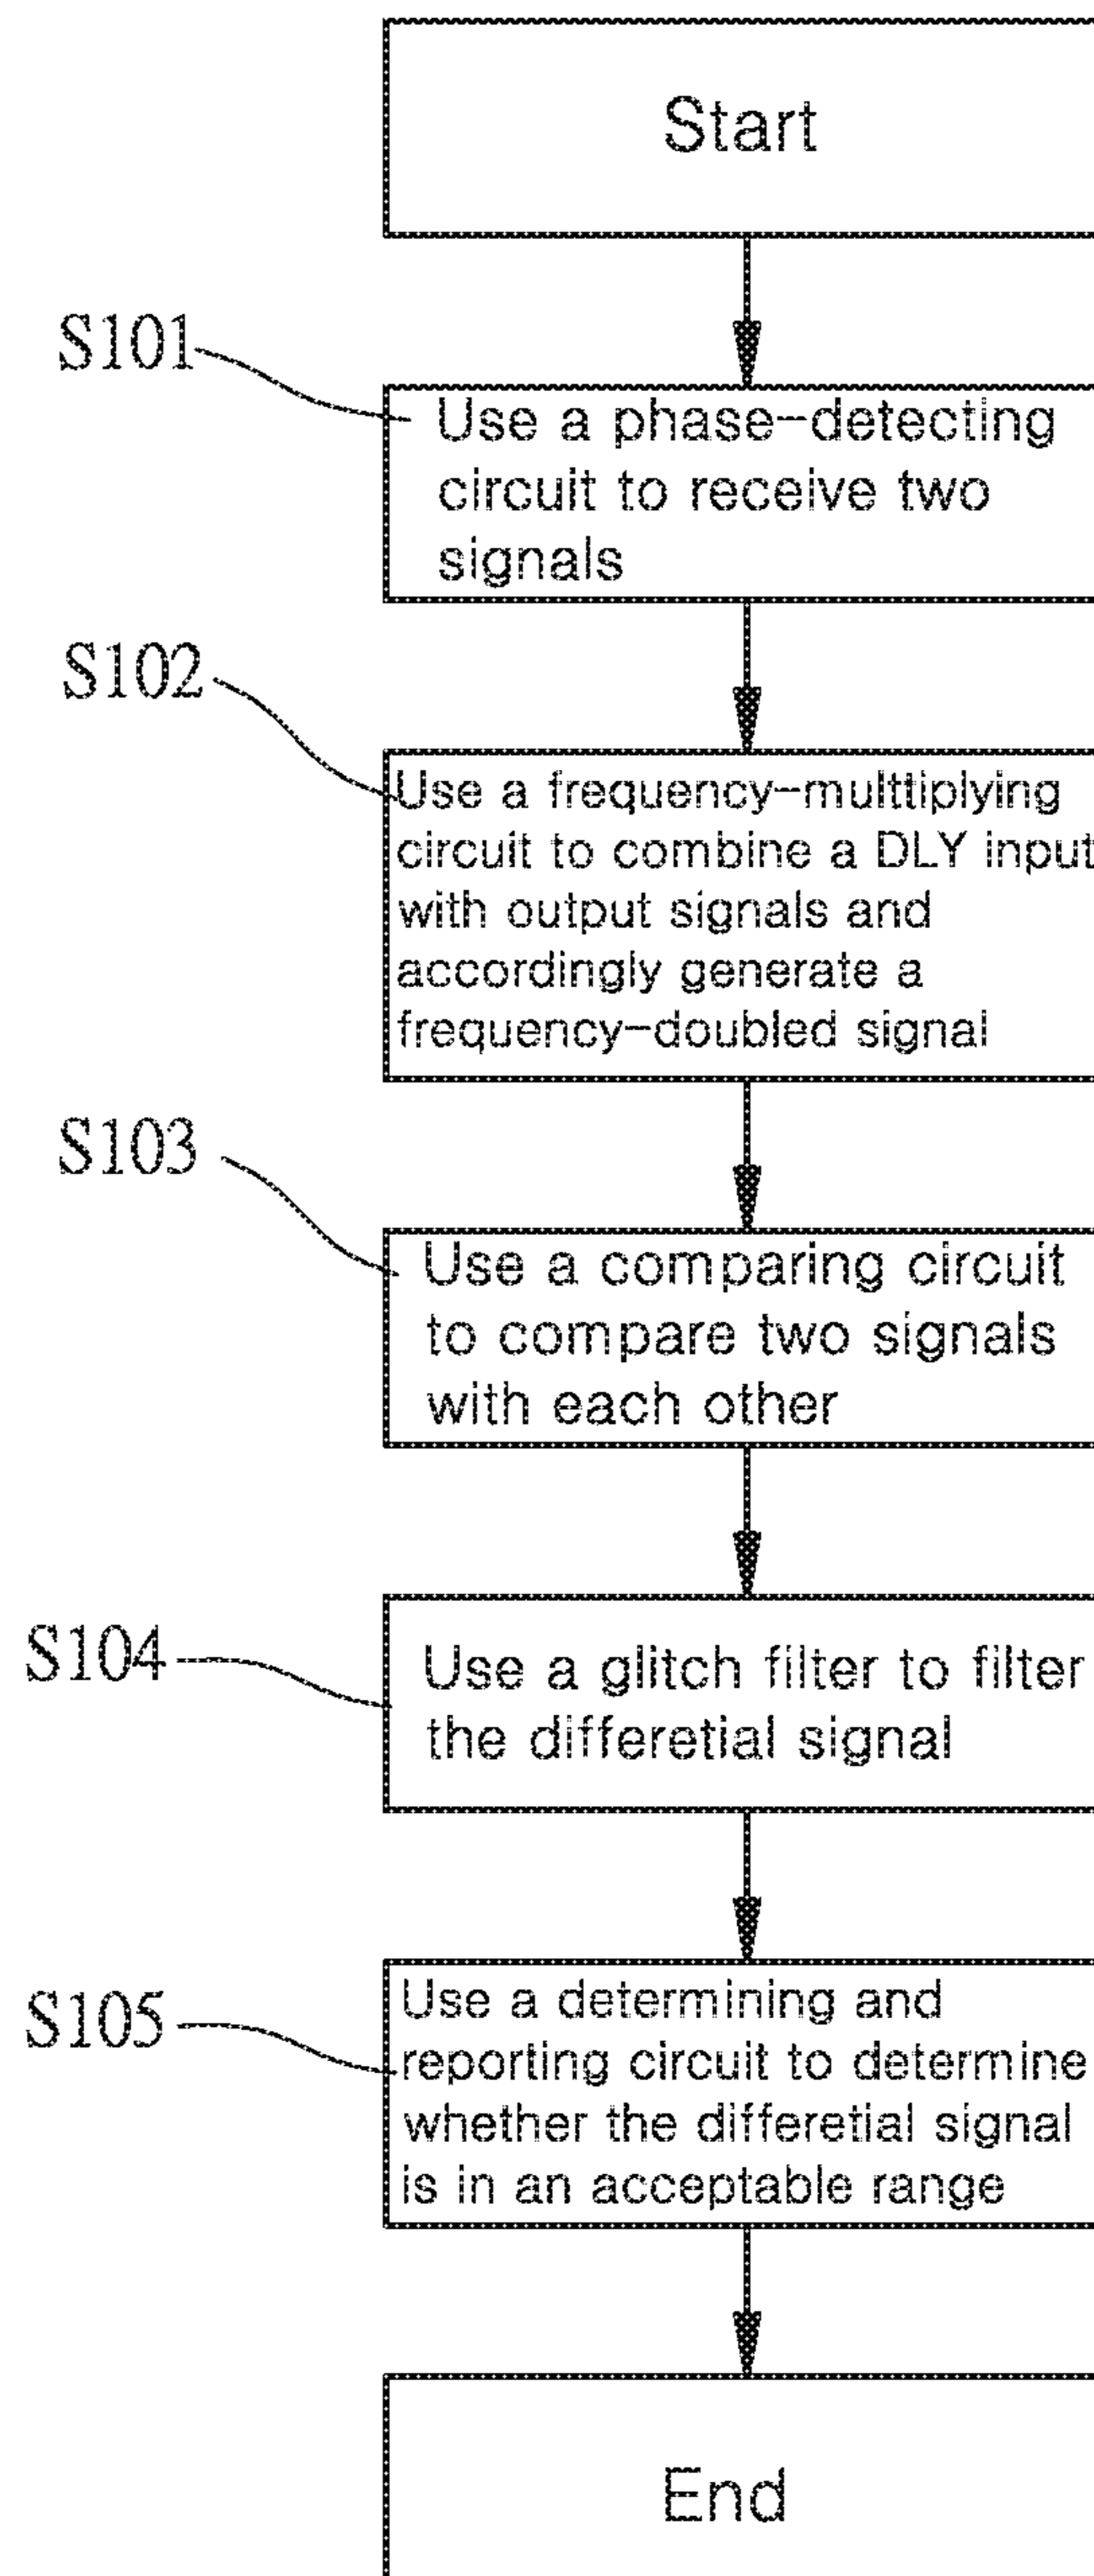 Start
S101
Use a phase-detecting
circuit to receive two
signals
S102
Use a frequency-multtiplying
circuit to combine a DLY input
with output signals and
accordingly generate a
frequency-doubled signal
S103
Use a comparing circuit
to compare two signals
with each other
S104
Use a glitch filter to filter
the differetial signal
S105
Use a determining and
reporting circuit to determine
whether the differetial signal
is in an acceptable range
End